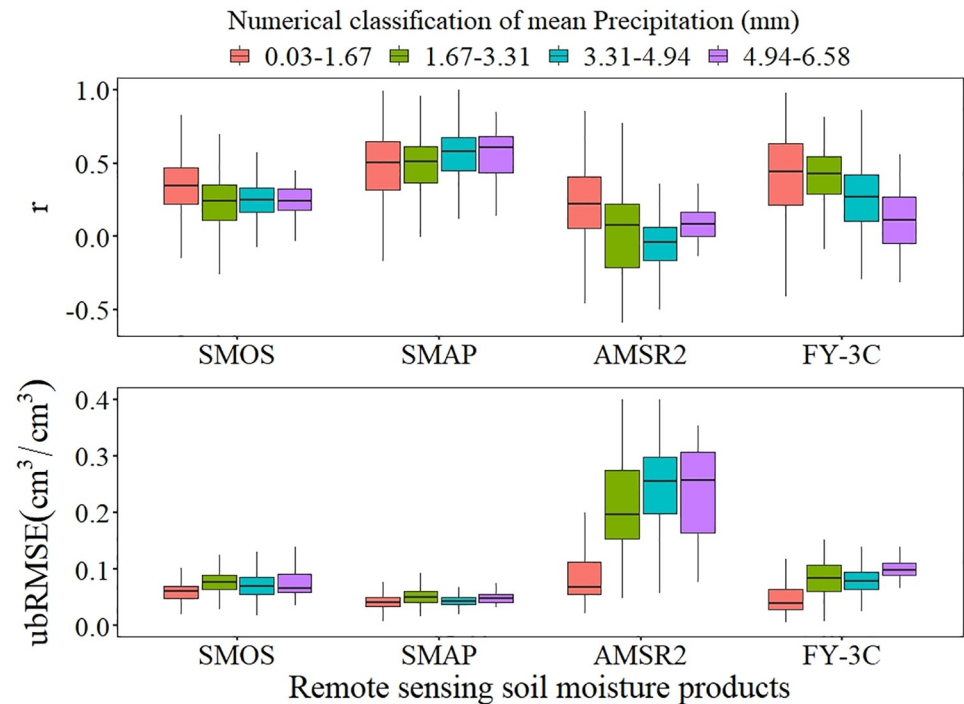 Numerical classification of mean Precipitation (mm)
0.03-1.67 1.67-3.31 3.31-4.94 4.94-6.58
1.0
0.5
0.0
-0.5
r
SMOS SMAP AMSR2 FY-3C
0.4
0.3
0.2
0.1
0.0
ubRMSE(cm³/cm³)
SMOS SMAP AMSR2 FY-3C
Remote sensing soil moisture products